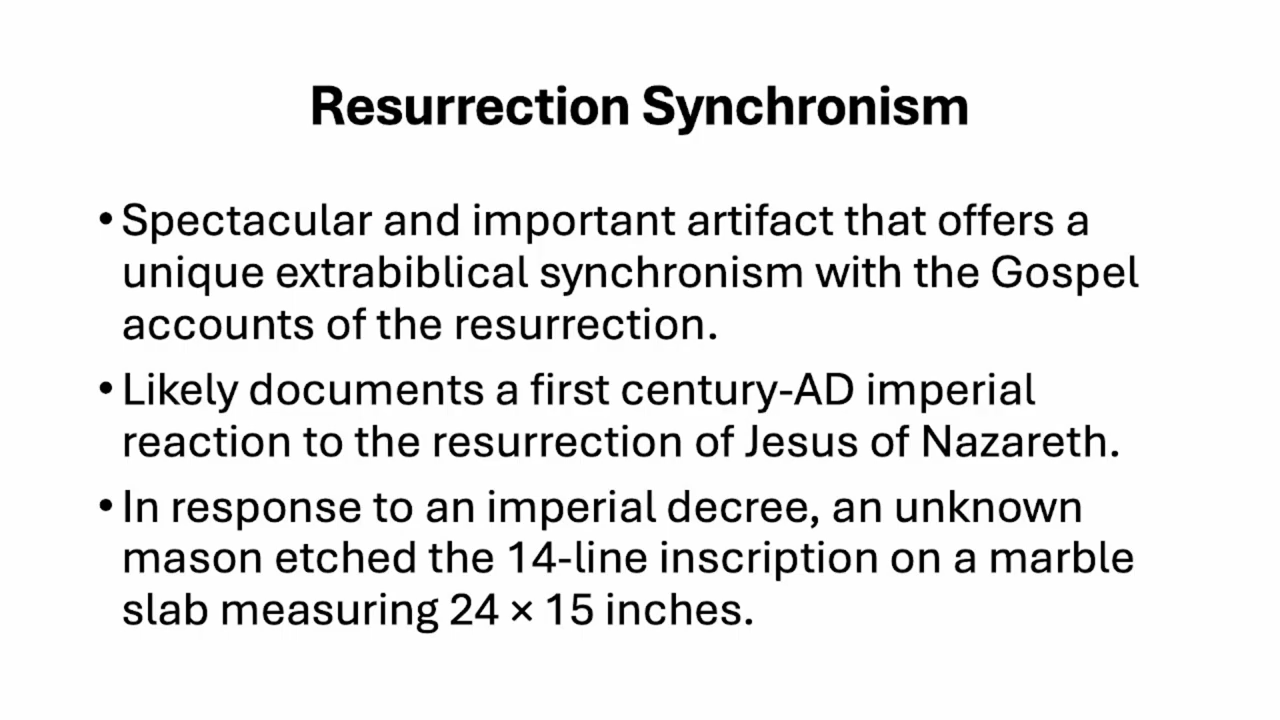 Resurrection Synchronism
• Spectacular and important artifact that offers a
unique extrabiblical synchronism with the Gospel
accounts of the resurrection.
• Likely documents a first century-AD imperial
reaction to the resurrection of Jesus of Nazareth.
• In response to an imperial decree, an unknown
mason etched the 14-line inscription on a marble
slab measuring 24 × 15 inches.